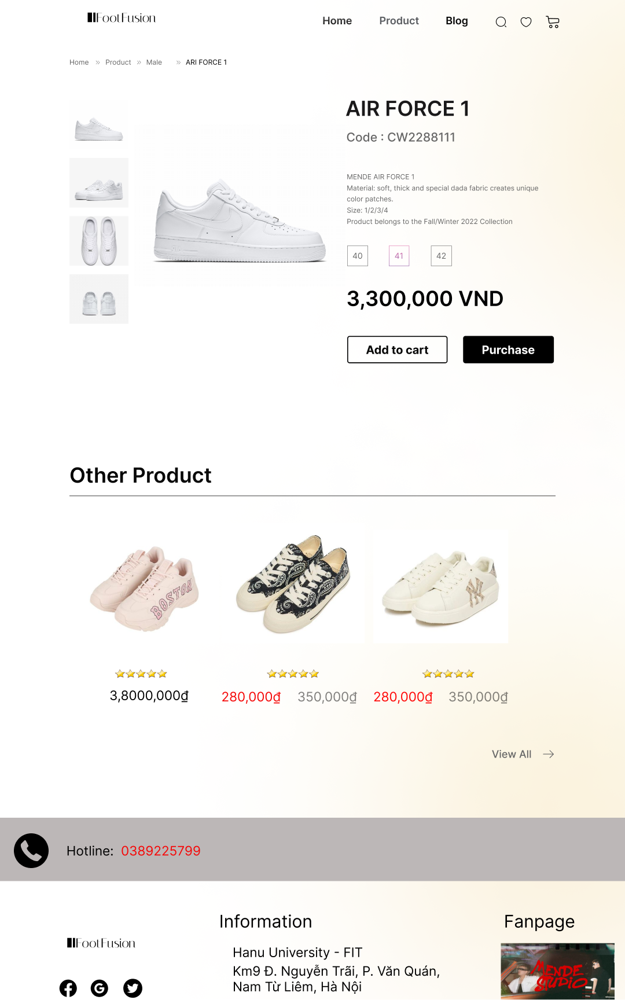 FootFusion
Home Product Blog
Home » Product » Male » ARI FORCE 1
AIR FORCE 1
Code : CW2288111
MENDE AIR FORCE 1
Material: soft, thick and special dada fabric creates unique
color patches.
Size: 1/2/3/4
Product belongs to the Fall/Winter 2022 Collection
40 41 42
3,300,000 VND
Add to cart Purchase
Other Product
BOSTON
NY
3,8000,000₫
280,000₫ 350,000₫
280,000₫ 350,000₫
View All
Hotline: 0389225799
FootFusion
Information
Hanu University - FIT
Km9 Đ. Nguyễn Trãi, P. Văn Quán,
Nam Từ Liêm, Hà Nội
Fanpage
MENDE
STUDIO